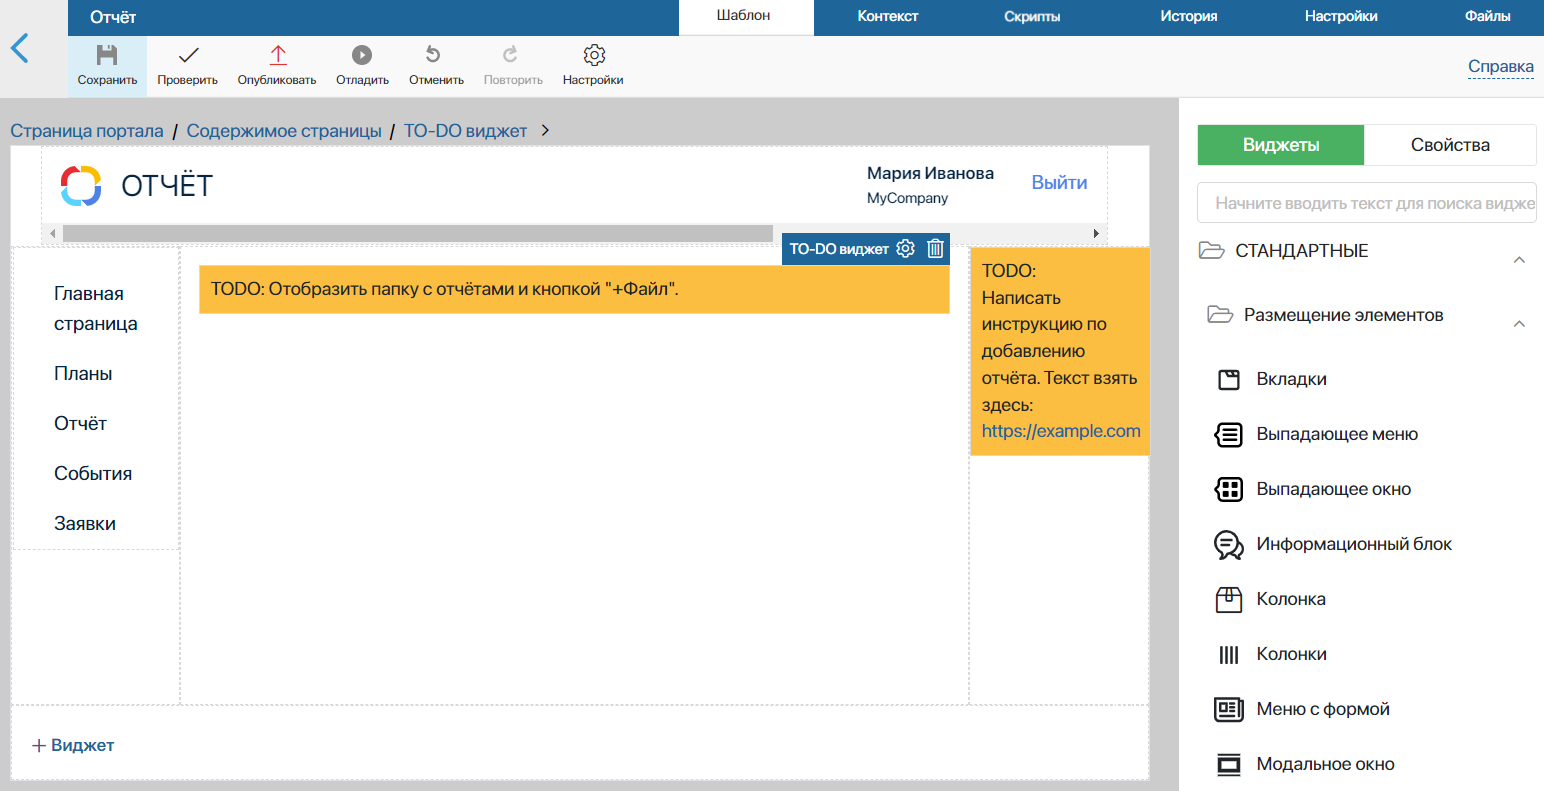 Отчёт
Шаблон
Контекст
Скрипты
История
Настройки
Файлы
Сохранить
Проверить
Опубликовать
Отладить
Отменить
Повторить
Настройки
Справка
Страница портала / Содержимое страницы / TO-DO виджет
ОТЧЁТ
Мария Иванова
MyCompany
Выйти
TO-DO виджет
Главная
страница
Планы
Отчёт
События
Заявки
TODO: Отобразить папку с отчётами и кнопкой "+Файл".
TODO:
Написать
инструкцию по
добавлению
отчёта. Текст взять
здесь:
https://example.com
+ Виджет
Виджеты
Свойства
Начните вводить текст для поиска виджe
СТАНДАРТНЫЕ
Размещение элементов
Вкладки
Выпадающее меню
Выпадающее окно
Информационный блок
Колонка
Колонки
Меню с формой
Модальное окно